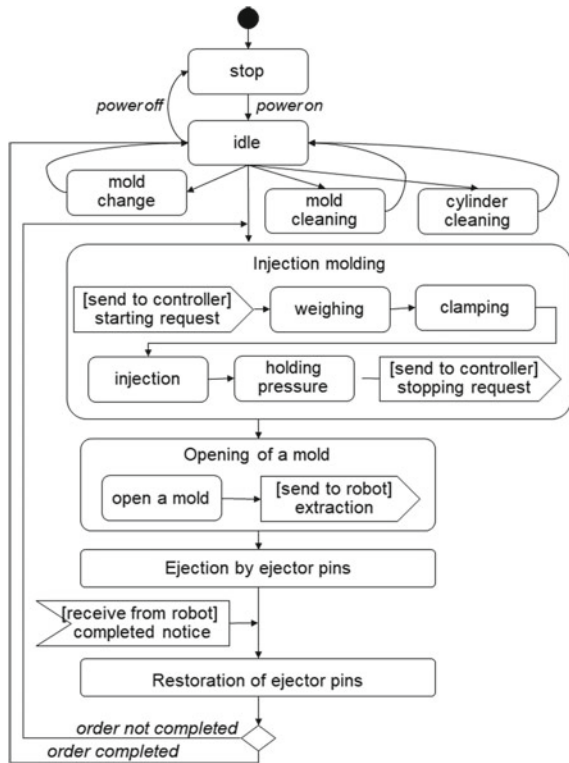 stop
power off
power on
idle
mold
change
mold
cleaning
cylinder
cleaning
Injection molding
[send to controller]
starting request
weighing
clamping
injection
holding
pressure
[send to controller]
stopping request
Opening of a mold
open a mold
[send to robot]
extraction
Ejection by ejector pins
[receive from robot]
completed notice
Restoration of ejector pins
order not completed
order completed